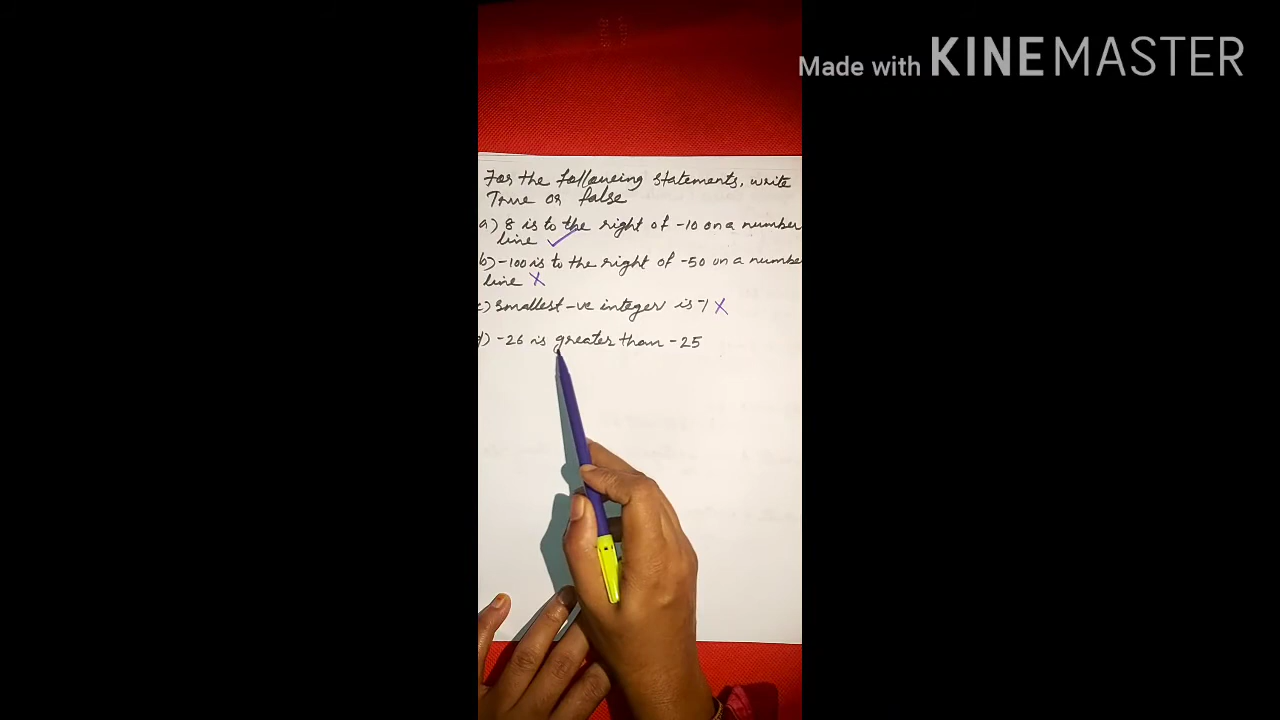 Made with KINEMASTER
For the following statements, write
True or false
a) 8 is to the right of -10 on a number
line ✓
b) -100 is to the right of -50 on a numbe
line X
c) Smallest -ve integer is -1 X
d) -26 is greater than -25